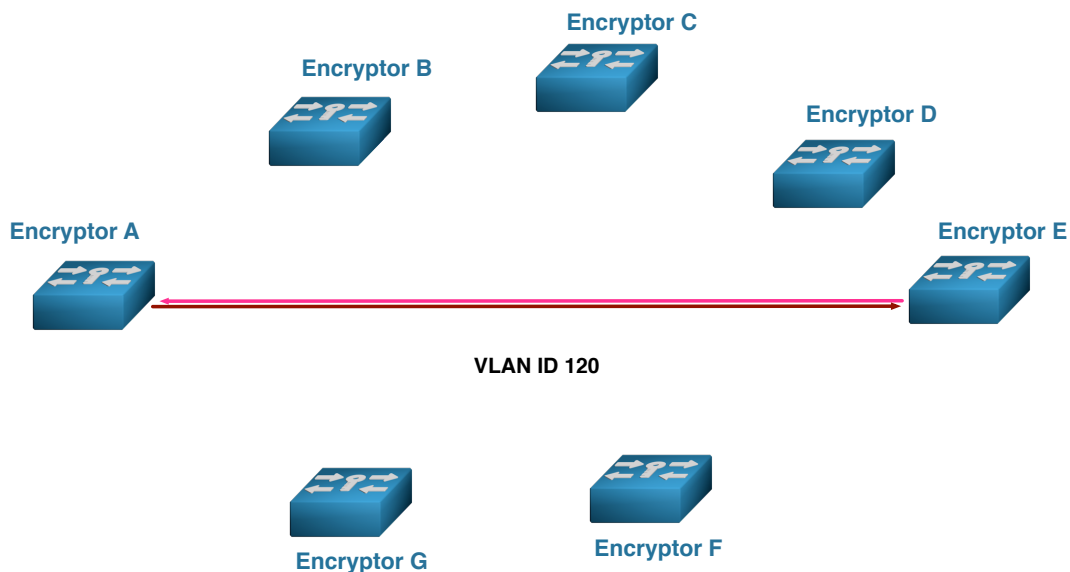 Encryptor C
Encryptor B
Encryptor D
Encryptor A
Encryptor E
VLAN ID 120
Encryptor F
Encryptor G